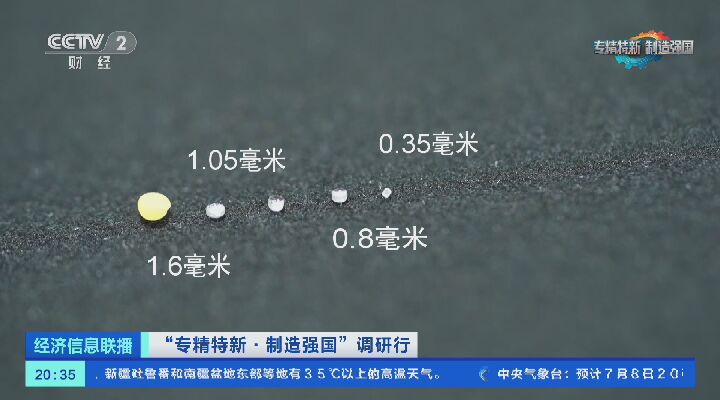 CCTV 2
财经
专精特新 制造强国
1.05毫米
0.35毫米
1.6毫米
0.8毫米
经济信息联播
“专精特新·制造强国”调研行
20:35
.新疆吐鲁番和南疆盆地东部等地有35℃以上的高温天气。
中央气象台：预计7月8日20